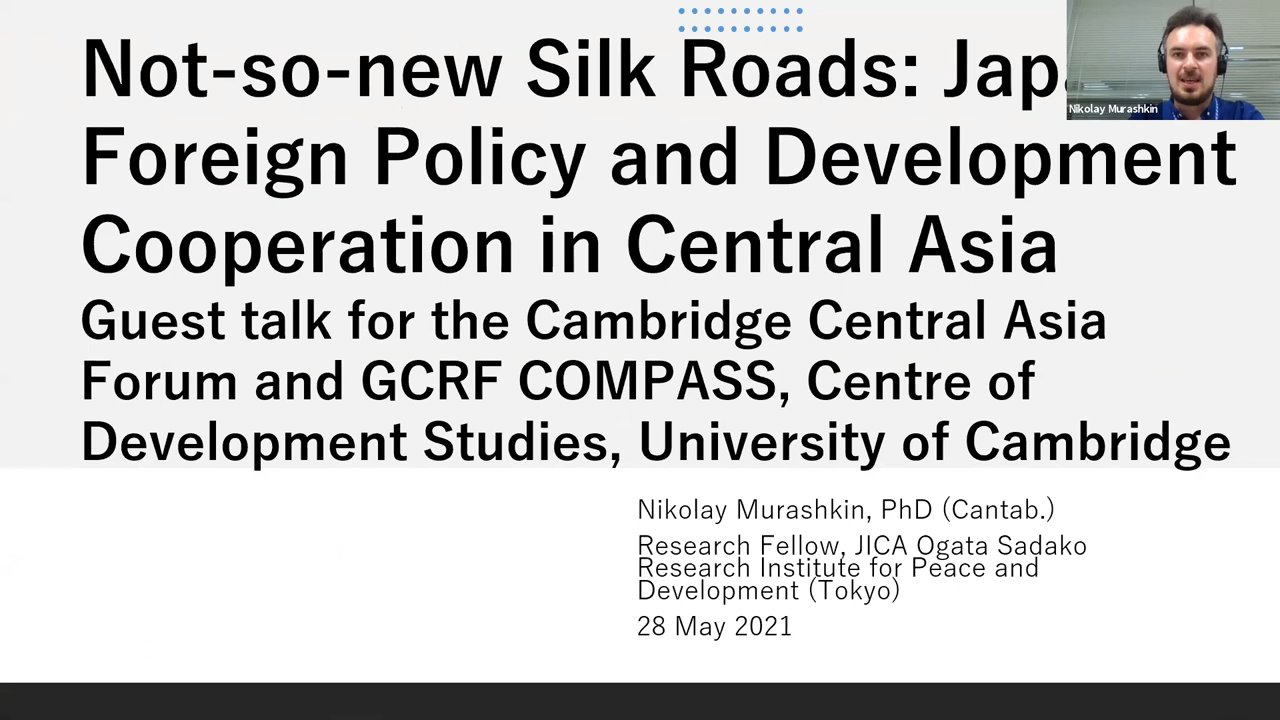 Not-so-new Silk Roads: Jap
Foreign Policy and Development
Cooperation in Central Asia
Guest talk for the Cambridge Central Asia
Forum and GCRF COMPASS, Centre of
Development Studies, University of Cambridge
Nikolay Murashkin
Nikolay Murashkin, PhD (Cantab.)
Research Fellow, JICA Ogata Sadako
Research Institute for Peace and
Development (Tokyo)
28 May 2021